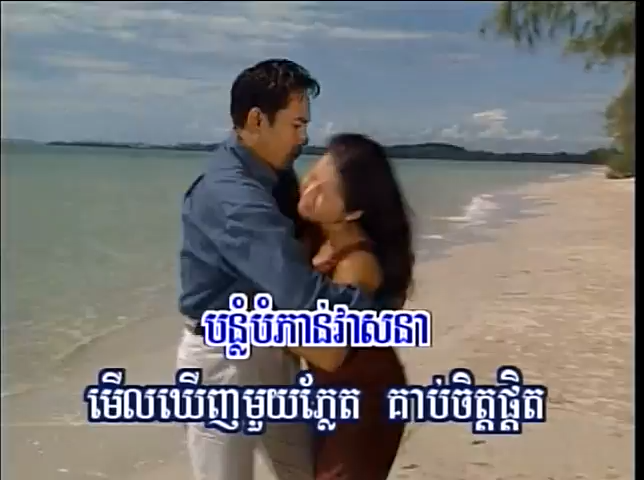 បន្លំបំភាន់វាសនា
មើលឃើញមួយភ្លែត គាប់ចិត្តផ្តិត